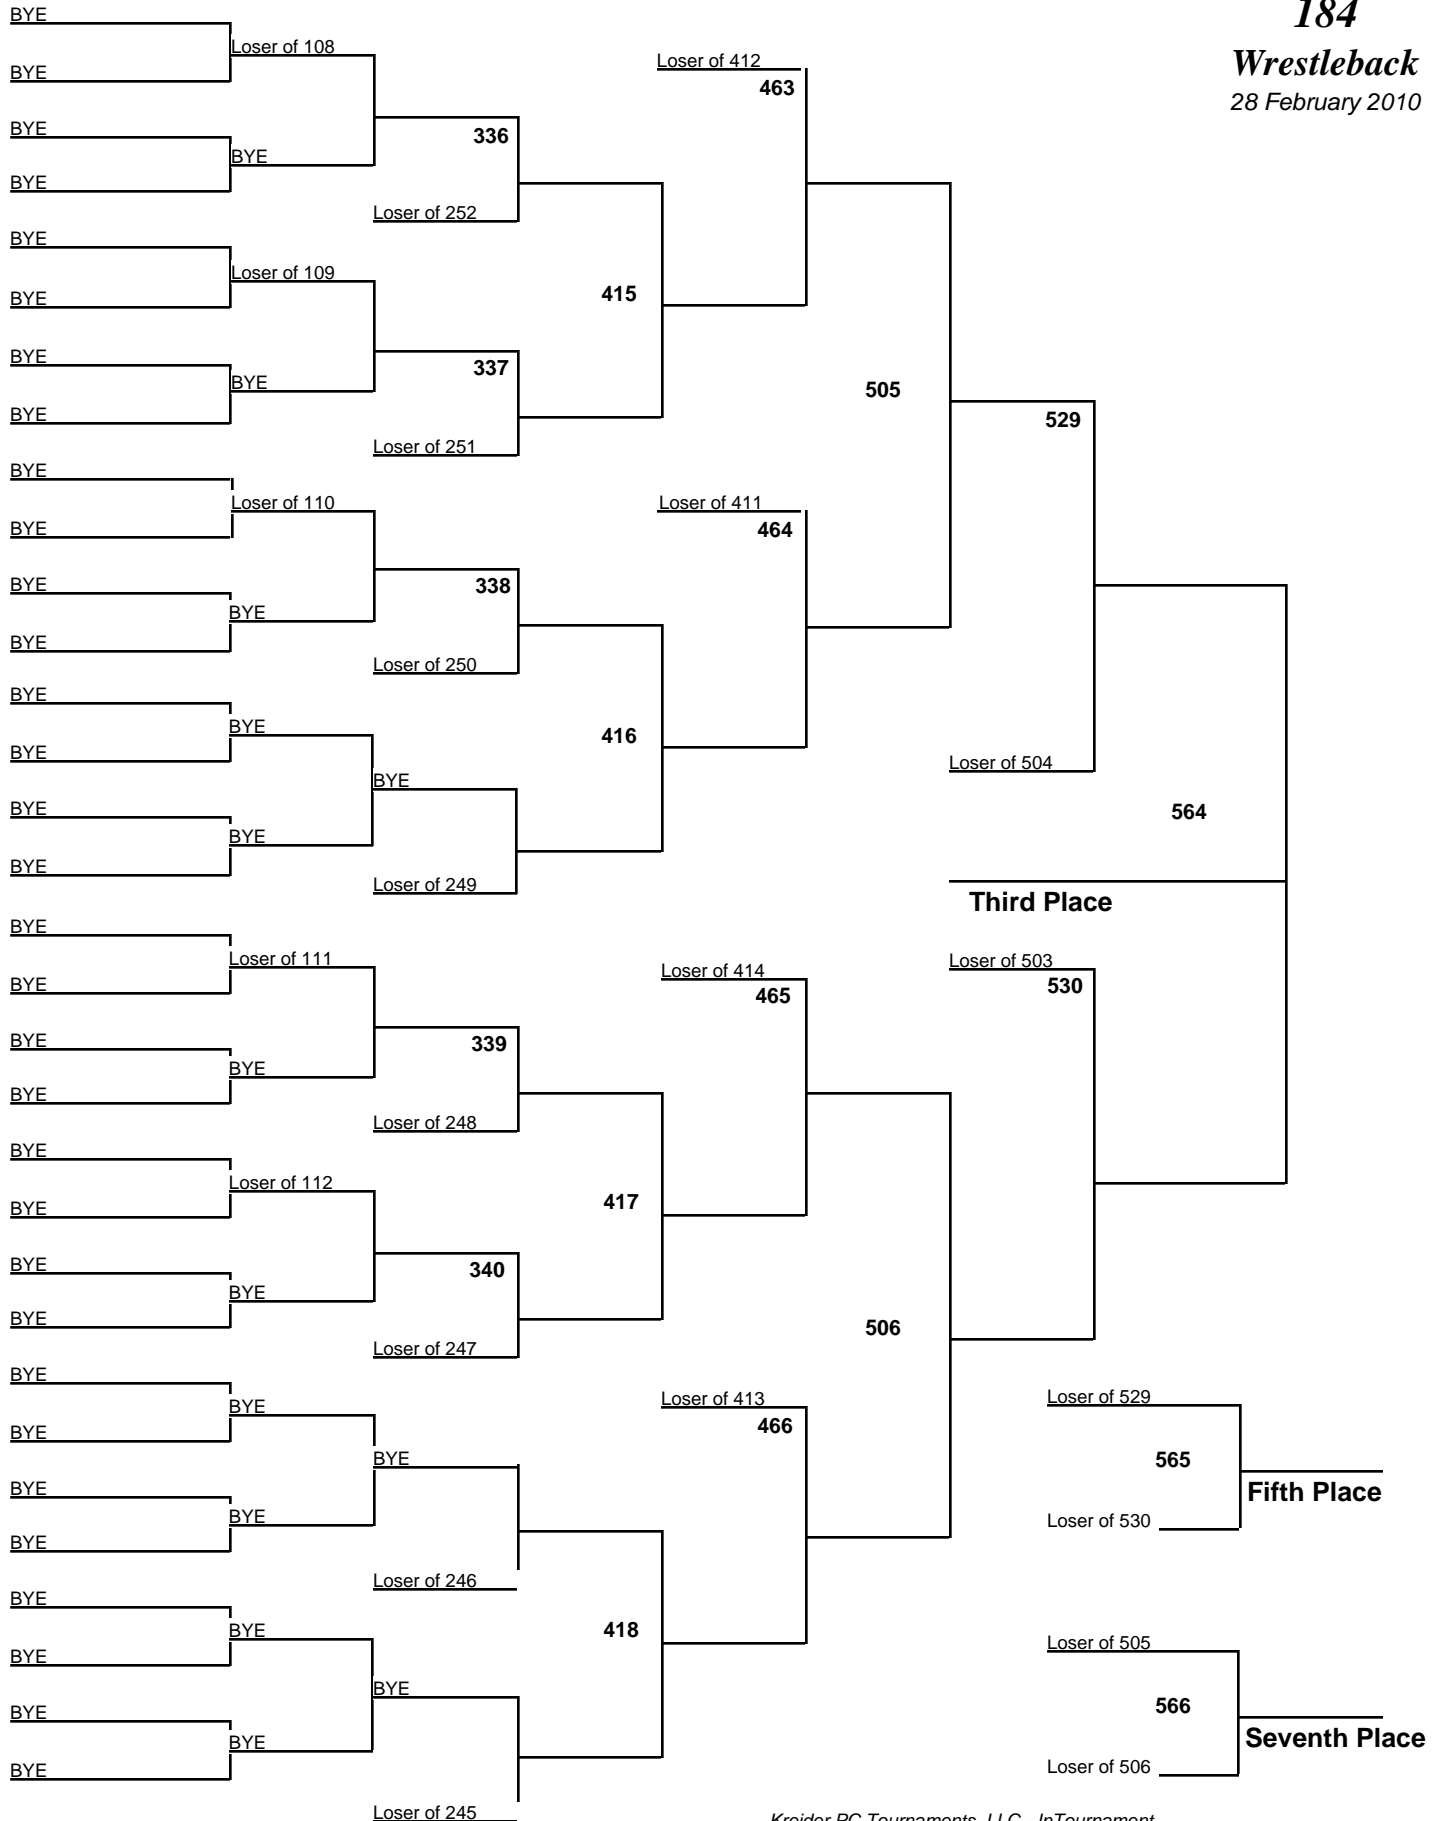 184
Wrestleback
28 February 2010
BYE
Loser of 108
BYE
BYE
BYE
BYE
336
Loser of 252
BYE
Loser of 109
BYE
BYE
BYE
BYE
337
Loser of 251
415
Loser of 412
463
BYE
Loser of 110
BYE
BYE
BYE
BYE
338
Loser of 250
BYE
BYE
BYE
BYE
BYE
BYE
BYE
Loser of 249
416
Loser of 411
464
505
529
Loser of 504
564
Third Place
BYE
Loser of 111
BYE
BYE
BYE
BYE
339
Loser of 248
BYE
Loser of 112
BYE
BYE
BYE
BYE
340
Loser of 247
417
Loser of 414
465
Loser of 503
530
506
BYE
BYE
BYE
BYE
BYE
BYE
BYE
Loser of 246
BYE
BYE
BYE
BYE
BYE
BYE
BYE
Loser of 245
418
Loser of 413
466
Loser of 529
565
Fifth Place
Loser of 530
Loser of 505
566
Seventh Place
Loser of 506
Kreider PC Tournaments, LLC - InTournament